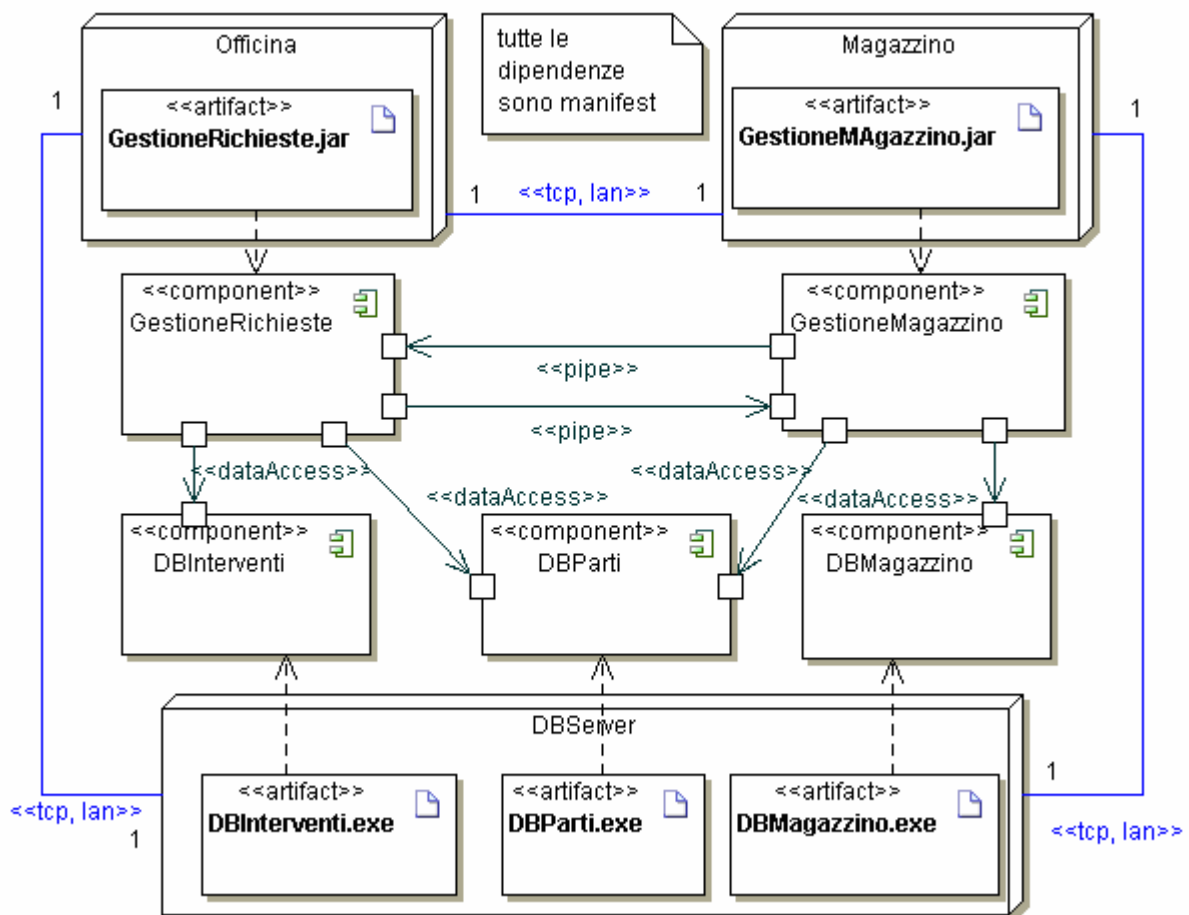 Officina
tutte le
dipendenze
sono manifest
Magazzino
1
<<artifact>>
GestioneRichieste.jar
<<artifact>>
GestioneMAgazzino.jar
1
1
<<tcp, lan>>
1
<<component>>
GestioneRichieste
<<component>>
GestioneMagazzino
<<pipe>>
<<pipe>>
<<dataAccess>>
<<dataAccess>>
<<dataAccess>>
<<dataAccess>>
<<component>>
DBInterventi
<<component>>
DBParti
<<component>>
DBMagazzino
DBServer
<<tcp, lan>>
1
<<artifact>>
DBInterventi.exe
<<artifact>>
DBParti.exe
<<artifact>>
DBMagazzino.exe
1
<<tcp, lan>>